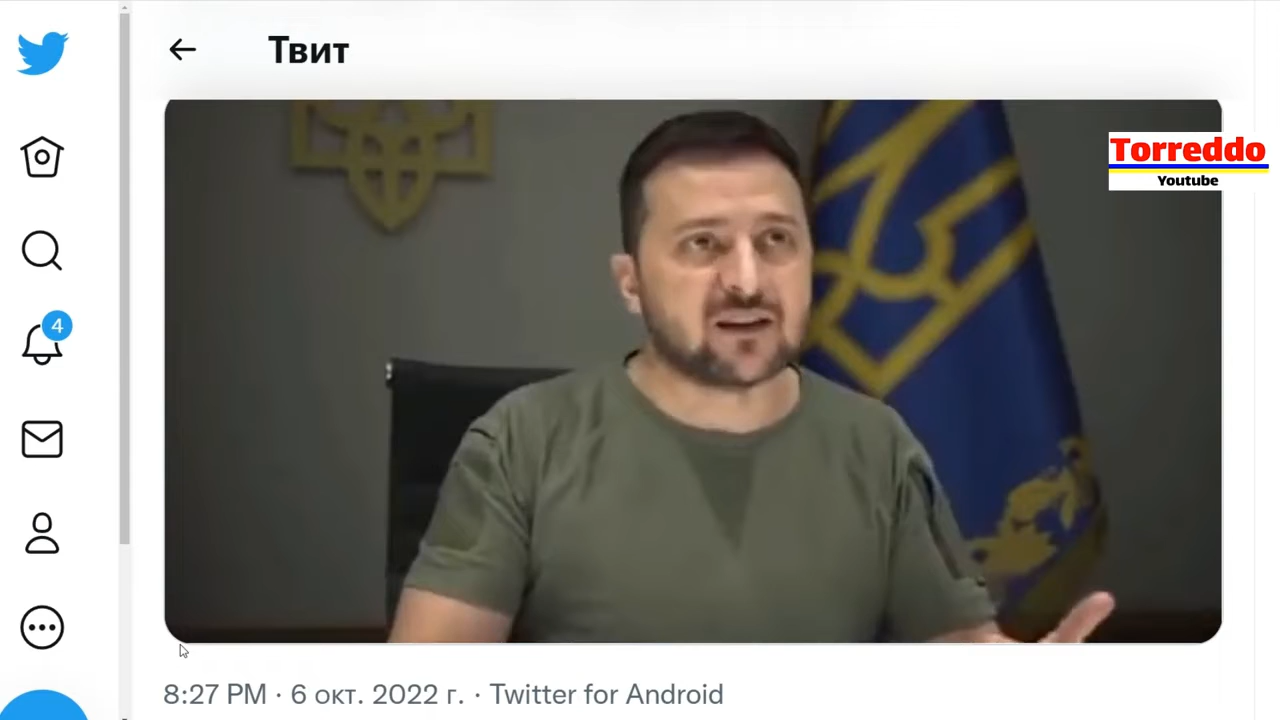 Твит
Torreddo
Youtube
4
8:27 PM · 6 окт. 2022 г. · Twitter for Android